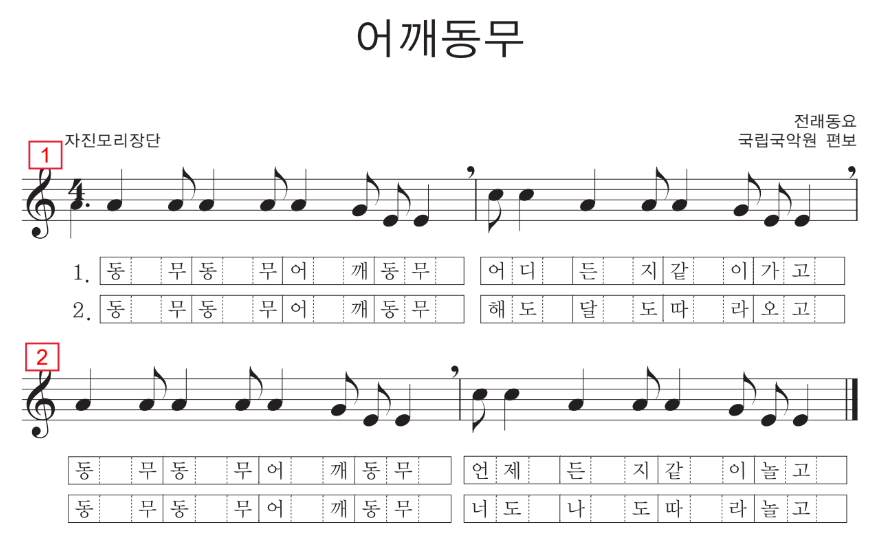 어깨동무
전래동요
자진모리장단
국립국악원 편보
1
4
1. 동 무 동 무 어 깨 동 무 어 디 든 지 같 이 가 고
2. 동 무 동 무 어 깨 동 무 해 도 달 도 따 라 오 고
2
동 무 동 무 어 깨 동 무 언 제 든 지 같 이 놀 고
동 무 동 무 어 깨 동 무 너 도 나 도 따 라 놀 고